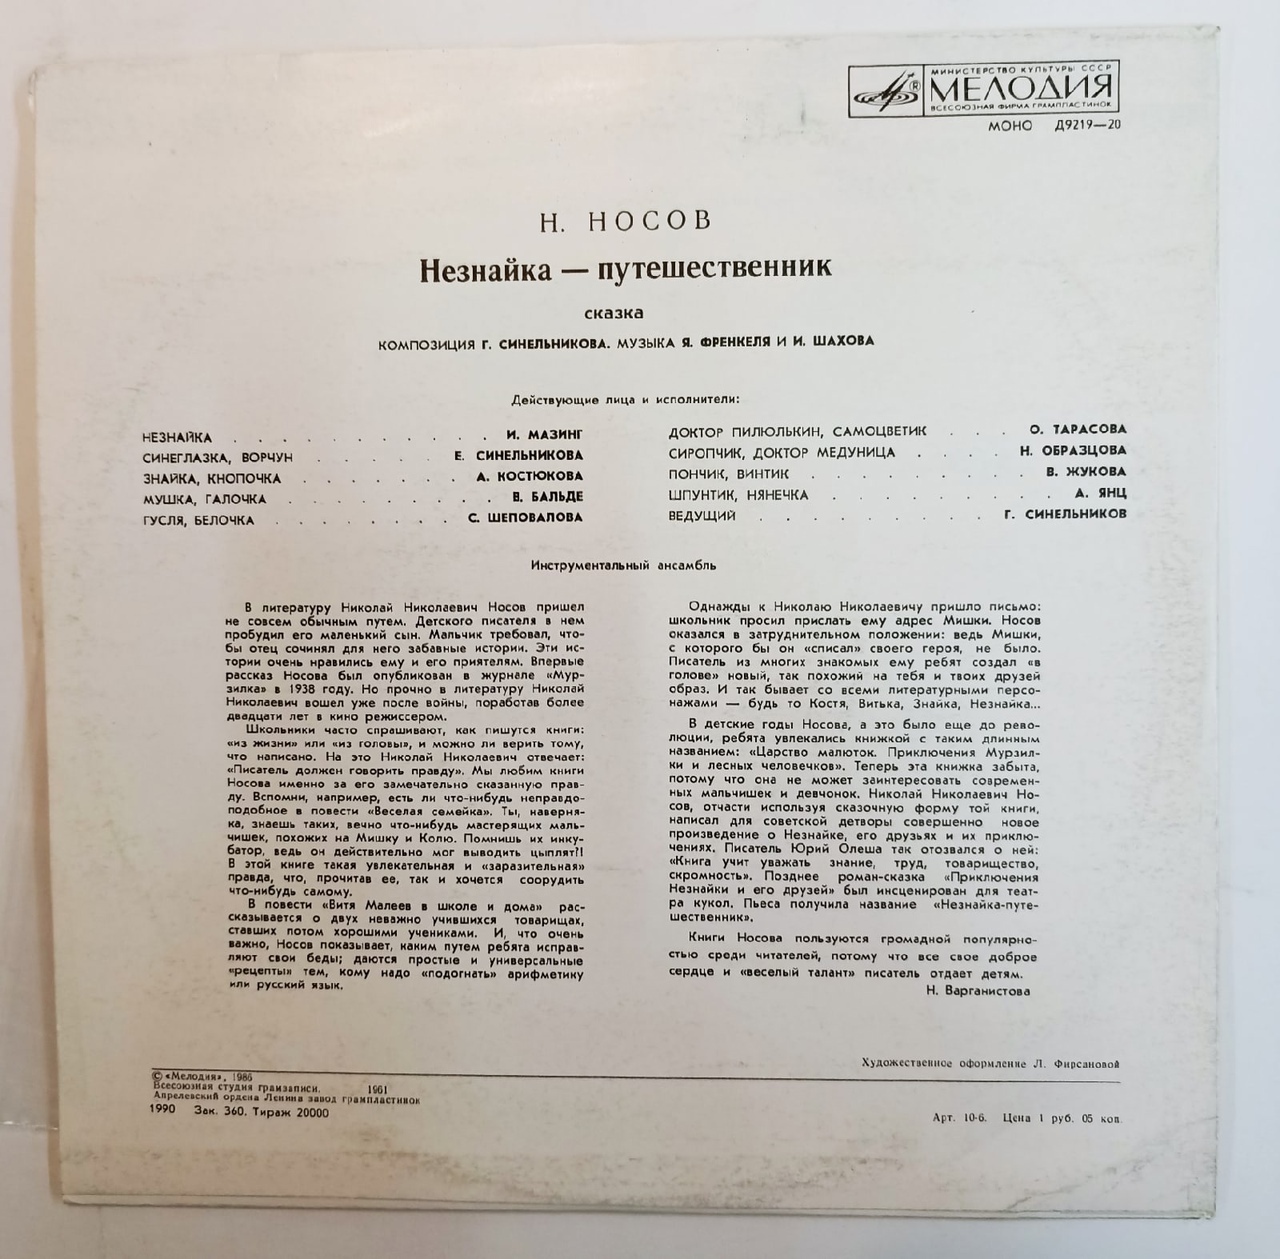 МИНИСТЕРСТВО КУЛЬТУРЫ СССР
МЕЛОДИЯ
ВСЕСОЮЗНАЯ ФИРМА ГРАМПЛАСТИНОК
МОНО Д9219—20
Н. НОСОВ
Незнайка — путешественник
сказка
КОМПОЗИЦИЯ Г. СИНЕЛЬНИКОВА. МУЗЫКА Я. ФРЕНКЕЛЯ И И. ШАХОВА
Действующие лица и исполнители:
НЕЗНАЙКА . . . . . . . . . . . . И. МАЗИНГ
СИНЕГЛАЗКА, ВОРЧУН . . . . . Е. СИНЕЛЬНИКОВА
ЗНАЙКА, КНОПОЧКА . . . . . . . А. КОСТЮКОВА
МУШКА, ГАЛОЧКА . . . . . . . . . В. БАЛЬДЕ
ГУСЛЯ, БЕЛОЧКА . . . . . . . . С. ШЕПОВАЛОВА
ДОКТОР ПИЛЮЛЬКИН, САМОЦВЕТИК . . . О. ТАРАСОВА
СИРОПЧИК, ДОКТОР МЕДУНИЦА . . . . Н. ОБРАЗЦОВА
ПОНЧИК, ВИНТИК . . . . . . . . . В. ЖУКОВА
ШПУНТИК, НЯНЕЧКА . . . . . . . . . . А. ЯНЦ
ВЕДУЩИЙ . . . . . . . . . Г. СИНЕЛЬНИКОВ
Инструментальный ансамбль
В литературу Николай Николаевич Носов пришел
не совсем обычным путем. Детского писателя в нем
пробудил его маленький сын. Мальчик требовал, что-
бы отец сочинял для него забавные истории. Эти ис-
тории очень нравились ему и его приятелям. Впервые
рассказ Носова был опубликован в журнале «Мур-
зилка» в 1938 году. Но прочно в литературу Николай
Николаевич вошел уже после войны, поработав более
двадцати лет в кино режиссером.
Школьники часто спрашивают, как пишутся книги:
«из жизни» или «из головы», и можно ли верить тому,
что написано. На это Николай Николаевич отвечает:
«Писатель должен говорить правду». Мы любим книги
Носова именно за его замечательно сказанную прав-
ду. Вспомни, например, есть ли что-нибудь неправдо-
подобное в повести «Веселая семейка». Ты, наверня-
ка, знаешь таких, вечно что-нибудь мастерящих маль-
чишек, похожих на Мишку и Колю. Помнишь их инку-
батор, ведь он действительно мог выводить цыплят?!
В этой книге такая увлекательная и «заразительная»
правда, что, прочитав ее, так и хочется соорудить
что-нибудь самому.
В повести «Витя Малеев в школе и дома» рас-
сказывается о двух неважно учившихся товарищах,
ставших потом хорошими учениками. И, что очень
важно, Носов показывает, каким путем ребята исправ-
ляют свои беды; даются простые и универсальные
«рецепты» тем, кому надо «подогнать» арифметику
или русский язык.
Однажды к Николаю Николаевичу пришло письмо:
школьник просил прислать ему адрес Мишки. Носов
оказался в затруднительном положении: ведь Мишки,
с которого бы он «списал» своего героя, не было.
Писатель из многих знакомых ему ребят создал «в
голове» новый, так похожий на тебя и твоих друзей
образ. И так бывает со всеми литературными персо-
нажами — будь то Костя, Витька, Знайка, Незнайка...
В детские годы Носова, а это было еще до рево-
люции, ребята увлекались книжкой с таким длинным
названием: «Царство малюток. Приключения Мурзил-
ки и лесных человечков». Теперь эта книжка забыта,
потому что она не может заинтересовать современ-
ных мальчишек и девчонок. Николай Николаевич Но-
сов, отчасти используя сказочную форму той книги,
написал для советской детворы совершенно новое
произведение о Незнайке, его друзьях и их приклю-
чениях. Писатель Юрий Олеша так отозвался о ней:
«Книга учит уважать знание, труд, товарищество,
скромность». Позднее роман-сказка «Приключения
Незнайки и его друзей» был инсценирован для теат-
ра кукол. Пьеса получила название «Незнайка-путе-
шественник».
Книги Носова пользуются громадной популярно-
стью среди читателей, потому что все свое доброе
сердце и «веселый талант» писатель отдает детям.
Н. Варганистова
Художественное оформление Л. Фирсановой
© «Мелодия», 1986
Всесоюзная студия грамзаписи. 1961
Апрелевский ордена Ленина завод грампластинок
1990 Зак. 360. Тираж 20000
Арт. 10-6. Цена 1 руб. 05 коп.